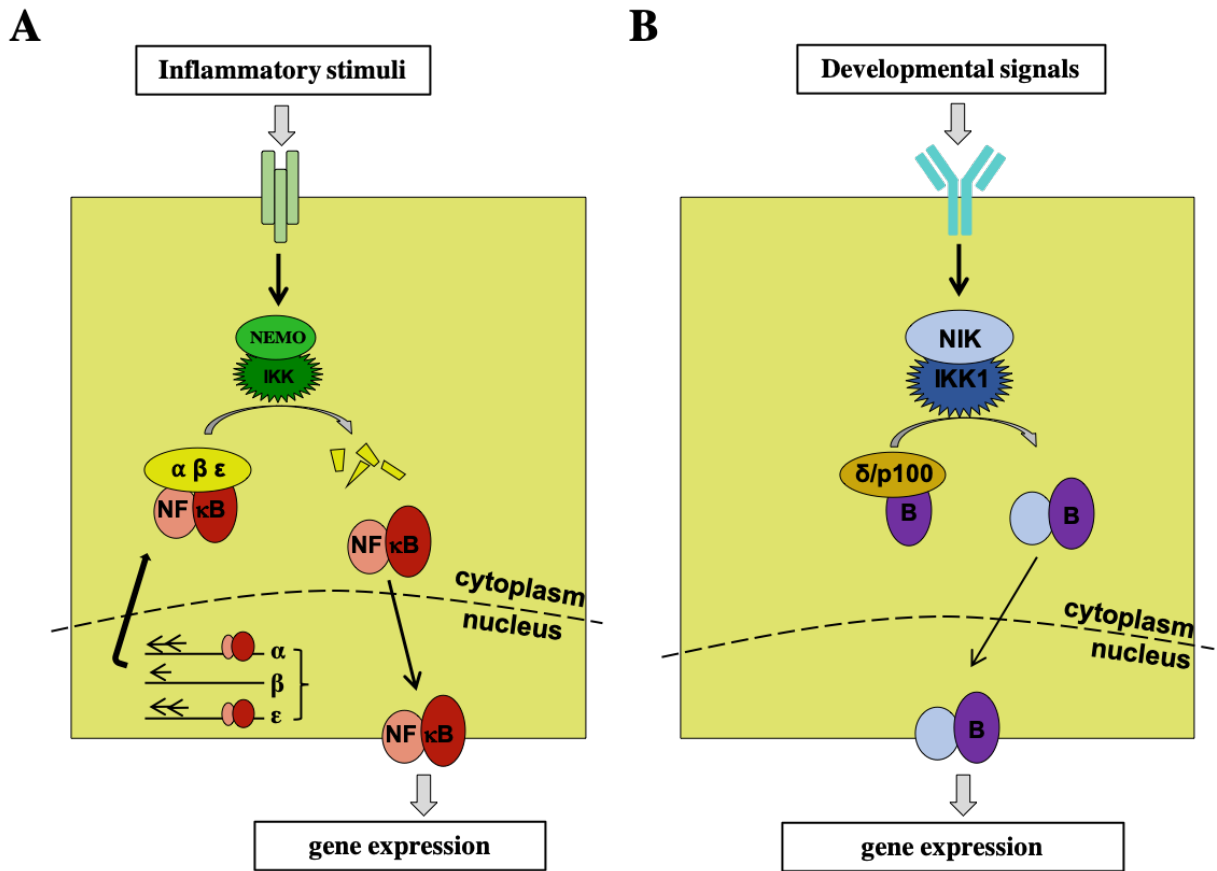 A
Inflammatory stimuli
NEMO
IKK
α β ε
NF κB
NF κB
cytoplasm
nucleus
α
β
ε
NF κB
gene expression
B
Developmental signals
NIK
IKK1
δ/p100
B
B
cytoplasm
nucleus
B
gene expression